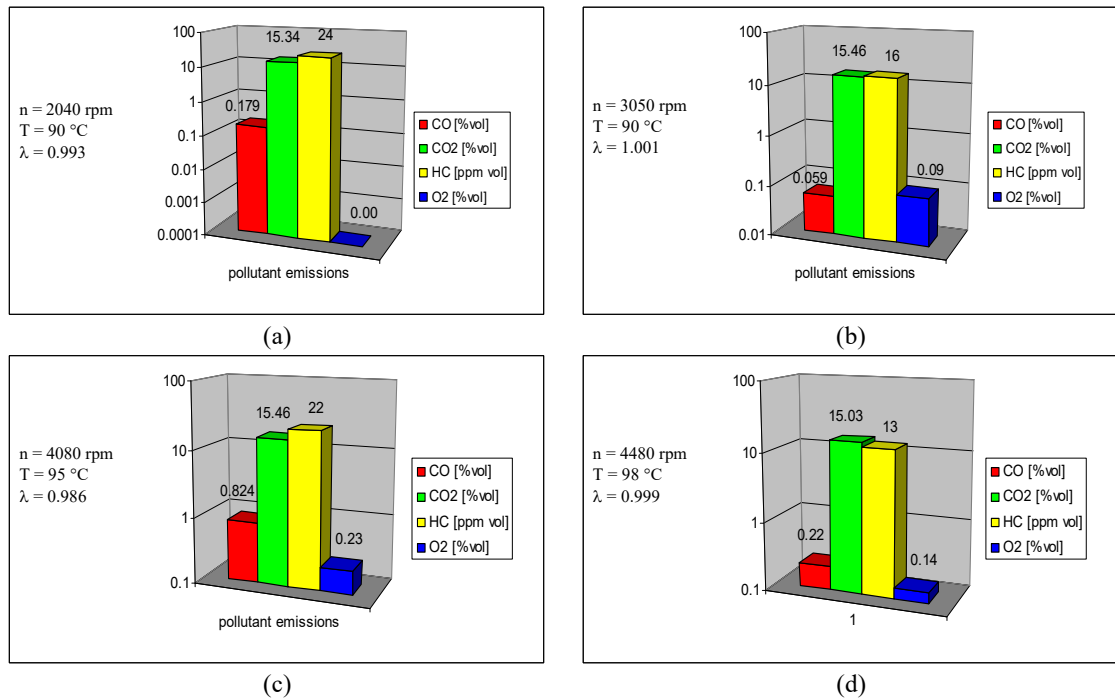 n = 2040 rpm
T = 90 °C
λ = 0.993
100
10
1
0.1
0.01
0.001
0.0001
0.179
15.34
24
0.00
pollutant emissions
CO [%vol]
CO2 [%vol]
HC [ppm vol]
O2 [%vol]
(a)
n = 3050 rpm
T = 90 °C
λ = 1.001
100
10
1
0.1
0.01
0.059
15.46
16
0.09
pollutant emissions
CO [%vol]
CO2 [%vol]
HC [ppm vol]
O2 [%vol]
(b)
n = 4080 rpm
T = 95 °C
λ = 0.986
100
10
1
0.1
0.824
15.46
22
0.23
pollutant emissions
CO [%vol]
CO2 [%vol]
HC [ppm vol]
O2 [%vol]
(c)
n = 4480 rpm
T = 98 °C
λ = 0.999
100
10
1
0.1
0.22
15.03
13
0.14
1
CO [%vol]
CO2 [%vol]
HC [ppm vol]
O2 [%vol]
(d)